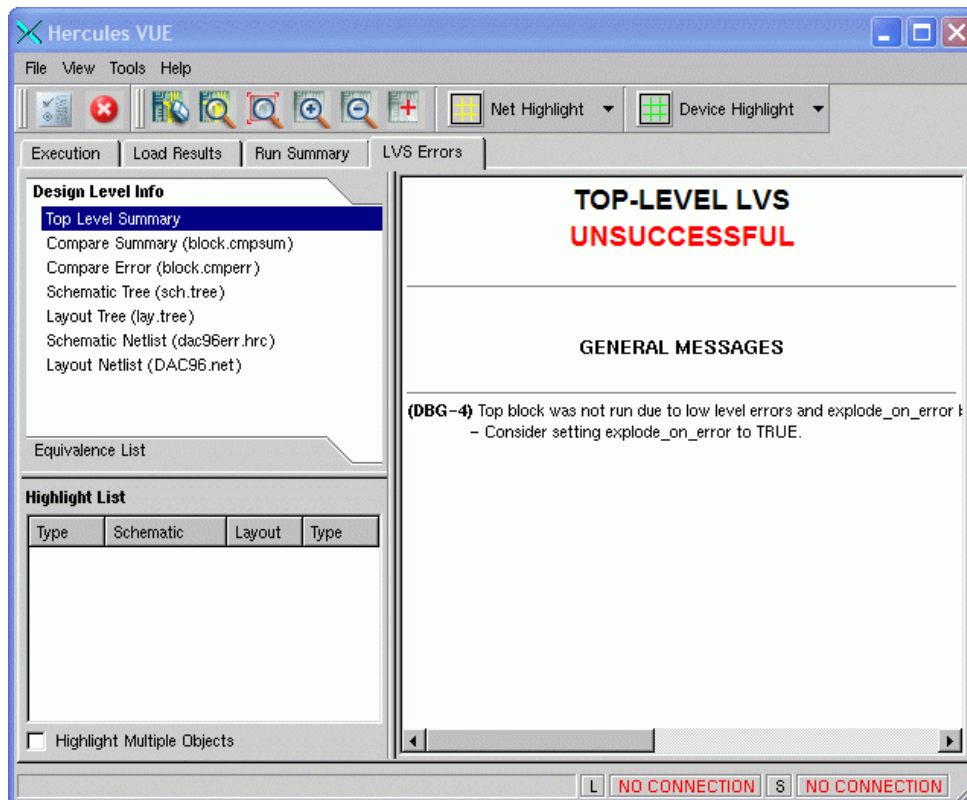 Hercules VUE
File View Tools Help
Net Highlight
Device Highlight
Execution
Load Results
Run Summary
LVS Errors
Design Level Info
Top Level Summary
Compare Summary (block.cmpsum)
Compare Error (block.cmperr)
Schematic Tree (sch.tree)
Layout Tree (lay.tree)
Schematic Netlist (dac96err.hrc)
Layout Netlist (DAC96.net)
Equivalence List
Highlight List
Type Schematic Layout Type
Highlight Multiple Objects
TOP-LEVEL LVS
UNSUCCESSFUL
GENERAL MESSAGES
(DBG-4) Top block was not run due to low level errors and explode_on_error
- Consider setting explode_on_error to TRUE.
L NO CONNECTION S NO CONNECTION